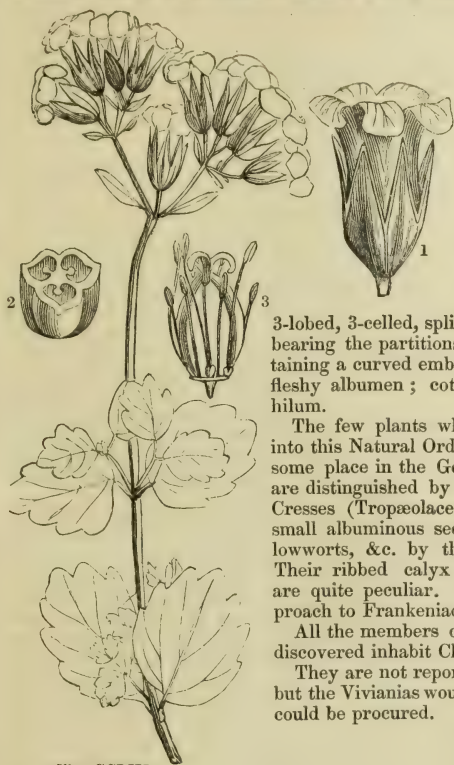 1
2
3
3-lobed, 3-celled, spli
bearing the partition
taining a curved emb
fleshy albumen ; cot
hilum.
The few plants wh
into this Natural Ord
some place in the Ge
are distinguished by
Cresses (Tropæolace
small albuminous see
lowworts, &c. by th
Their ribbed calyx
are quite peculiar.
proach to Frankeniac
All the members o
discovered inhabit Cl
They are not repor
but the Vivianias wou
could be procured.